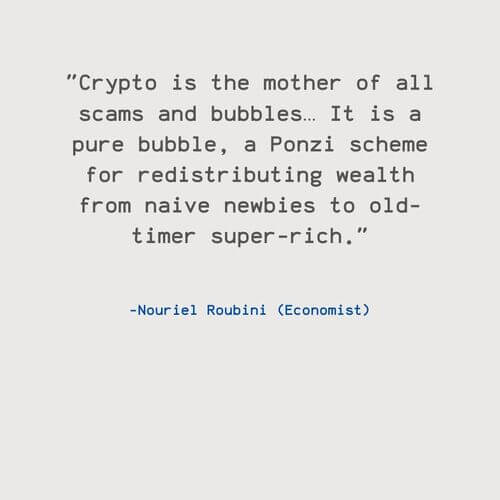 "Crypto is the mother of all
scams and bubbles… It is a
pure bubble, a Ponzi scheme
for redistributing wealth
from naive newbies to old-
timer super-rich."
-Nouriel Roubini (Economist)